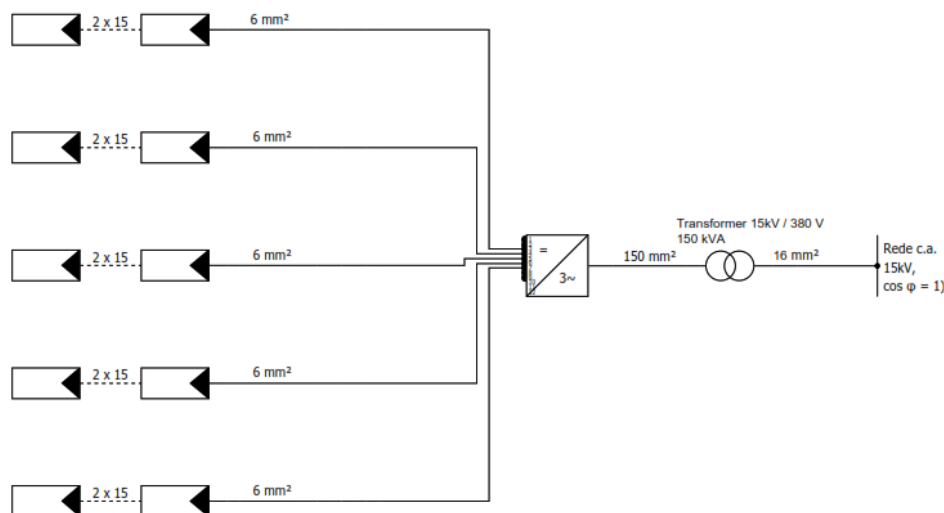 2 x 15
6 mm²
2 x 15
6 mm²
Transformer 15kV / 380 V
150 kVA
2 x 15
6 mm²
=
3~
150 mm²
16 mm²
Rede c.a.
15kV,
cos φ = 1)
2 x 15
6 mm²
2 x 15
6 mm²